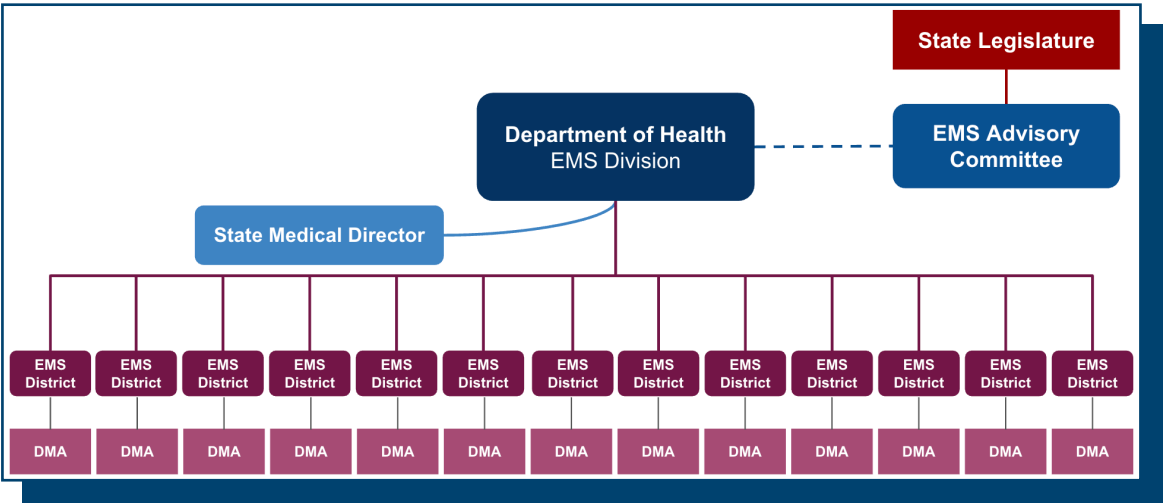 State Legislature
Department of Health
EMS Division
EMS Advisory
Committee
State Medical Director
EMS
District
EMS
District
EMS
District
EMS
District
EMS
District
EMS
District
EMS
District
EMS
District
EMS
District
EMS
District
EMS
District
EMS
District
EMS
District
DMA
DMA
DMA
DMA
DMA
DMA
DMA
DMA
DMA
DMA
DMA
DMA
DMA